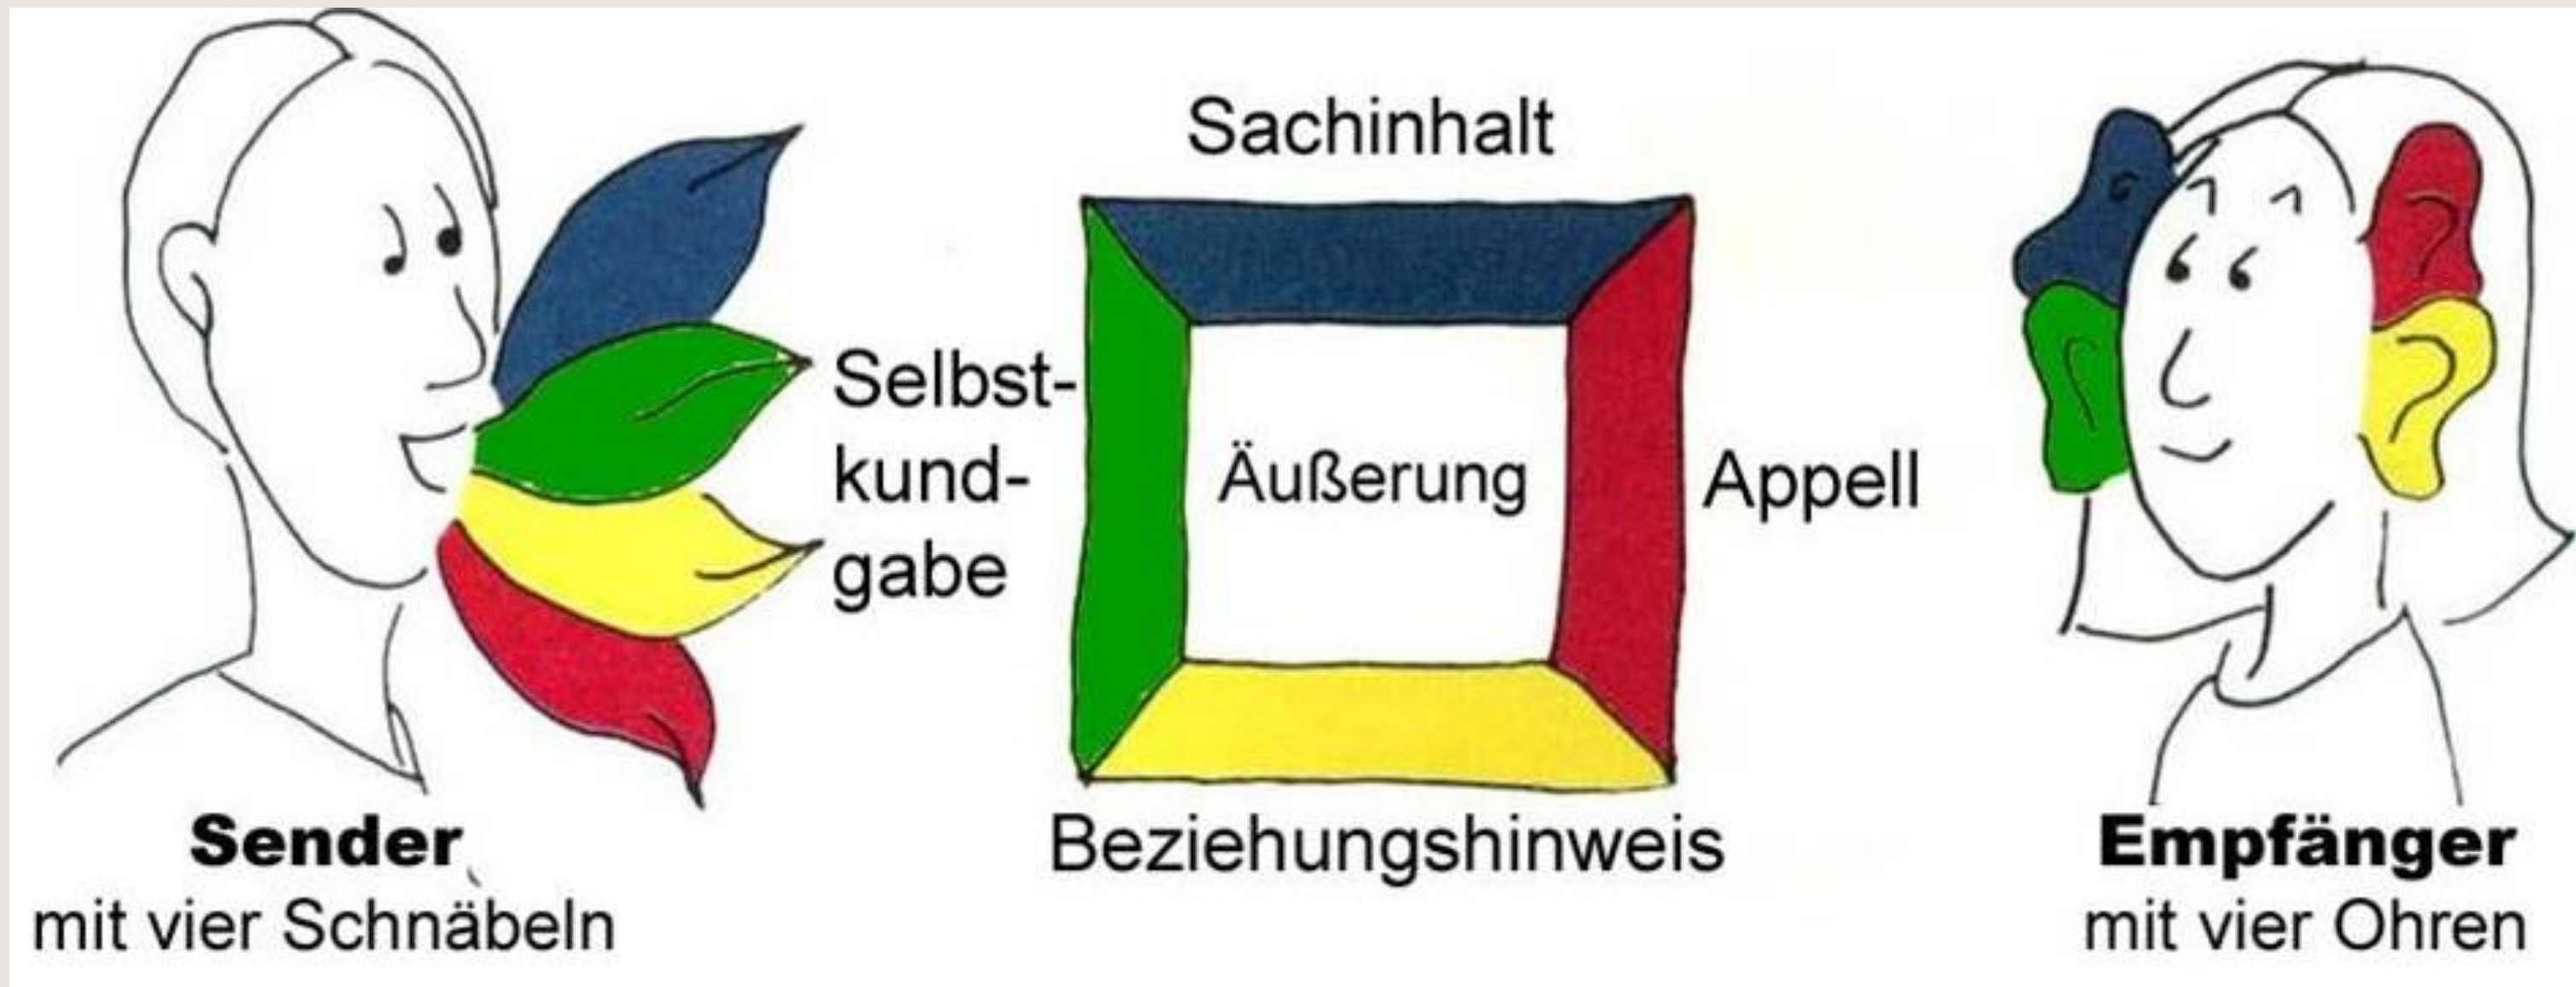 Sachinhalt
Selbst-
kund-
gabe
Äußerung
Appell
Beziehungshinweis
Sender
mit vier Schnäbeln
Empfänger
mit vier Ohren